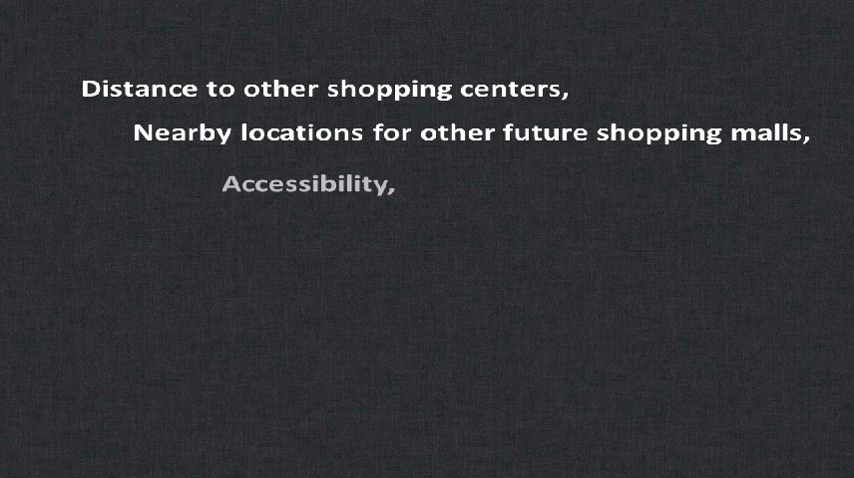 Distance to other shopping centers,
Nearby locations for other future shopping malls,
Accessibility,